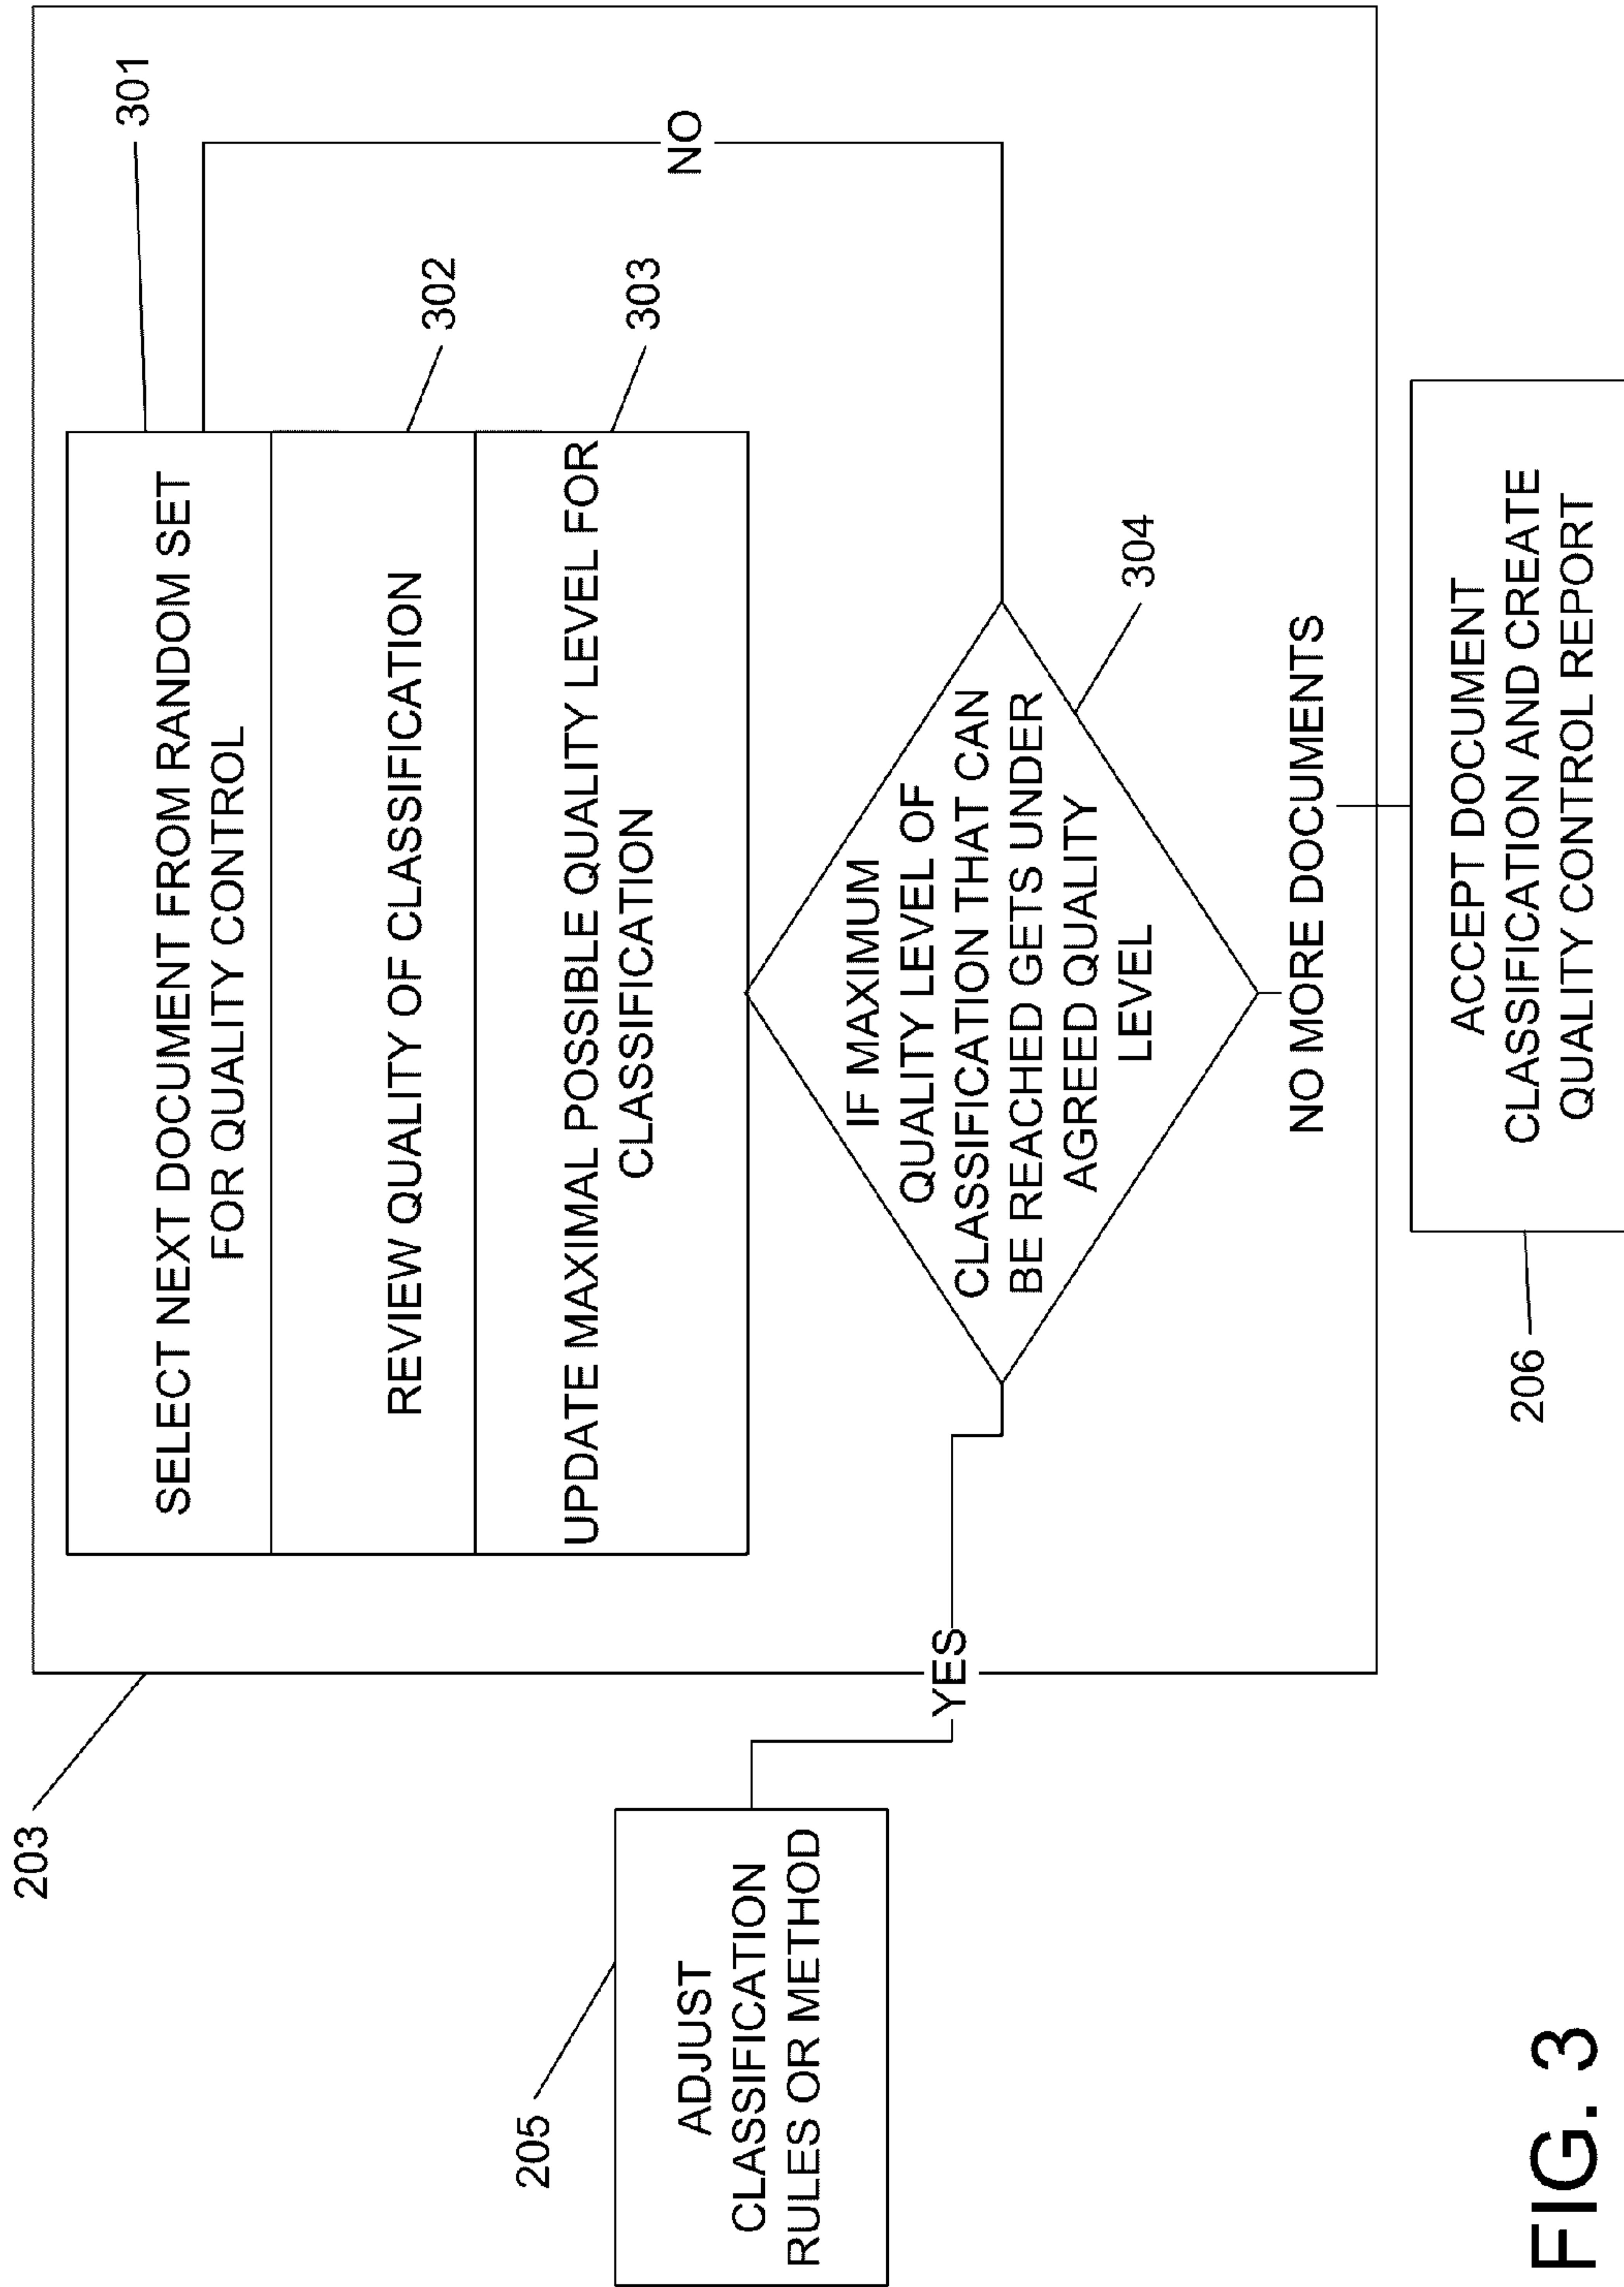 203
301
SELECT NEXT DOCUMENT FROM RANDOM SET
FOR QUALITY CONTROL
302
REVIEW QUALITY OF CLASSIFICATION
303
UPDATE MAXIMAL POSSIBLE QUALITY LEVEL FOR
CLASSIFICATION
NO
304
IF MAXIMUM
QUALITY LEVEL OF
CLASSIFICATION THAT CAN
BE REACHED GETS UNDER
AGREED QUALITY
LEVEL
YES
205
ADJUST
CLASSIFICATION
RULES OR METHOD
NO MORE DOCUMENTS
206
ACCEPT DOCUMENT
CLASSIFICATION AND CREATE
QUALITY CONTROL REPORT
FIG. 3